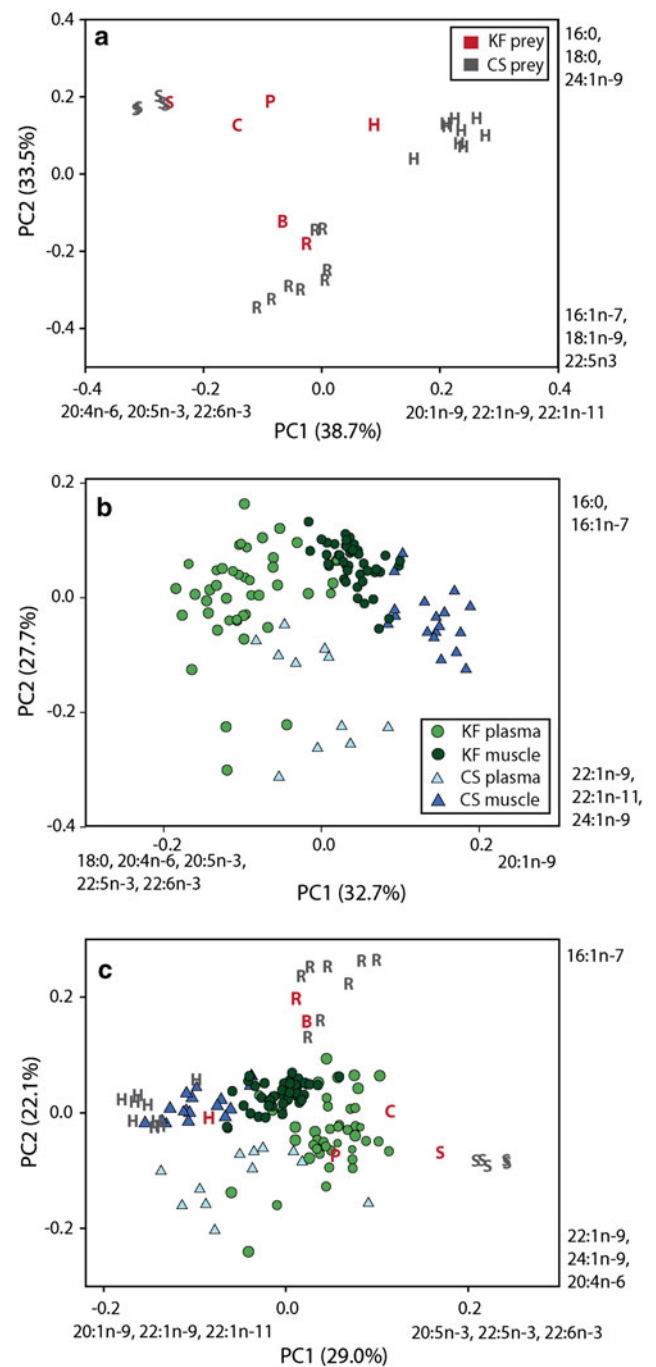 a
KF prey
CS prey
16:0,
18:0,
24:1n-9
0.4
0.2
0.0
-0.2
-0.4
PC2 (33.5%)
S S S S S P
C H H H H H H H H H H
B
R R R
R R R R R R
16:1n-7,
18:1n-9,
22:5n3
-0.4 -0.2 0.0 0.2 0.4
20:4n-6, 20:5n-3, 22:6n-3
20:1n-9, 22:1n-9, 22:1n-11
PC1 (38.7%)
b
16:0,
16:1n-7
0.2
0.0
-0.2
-0.4
PC2 (27.7%)
KF plasma
KF muscle
CS plasma
CS muscle
22:1n-9,
22:1n-11,
24:1n-9
-0.2 0.0 0.2
18:0, 20:4n-6, 20:5n-3,
22:5n-3, 22:6n-3
20:1n-9
PC1 (32.7%)
c
16:1n-7
0.2
0.0
-0.2
PC2 (22.1%)
R R R R R R
R
B R
R
H H H H H H H H H
H C
P S S S S S S
22:1n-9,
24:1n-9,
20:4n-6
-0.2 0.0 0.2
20:1n-9, 22:1n-9, 22:1n-11
20:5n-3, 22:5n-3, 22:6n-3
PC1 (29.0%)